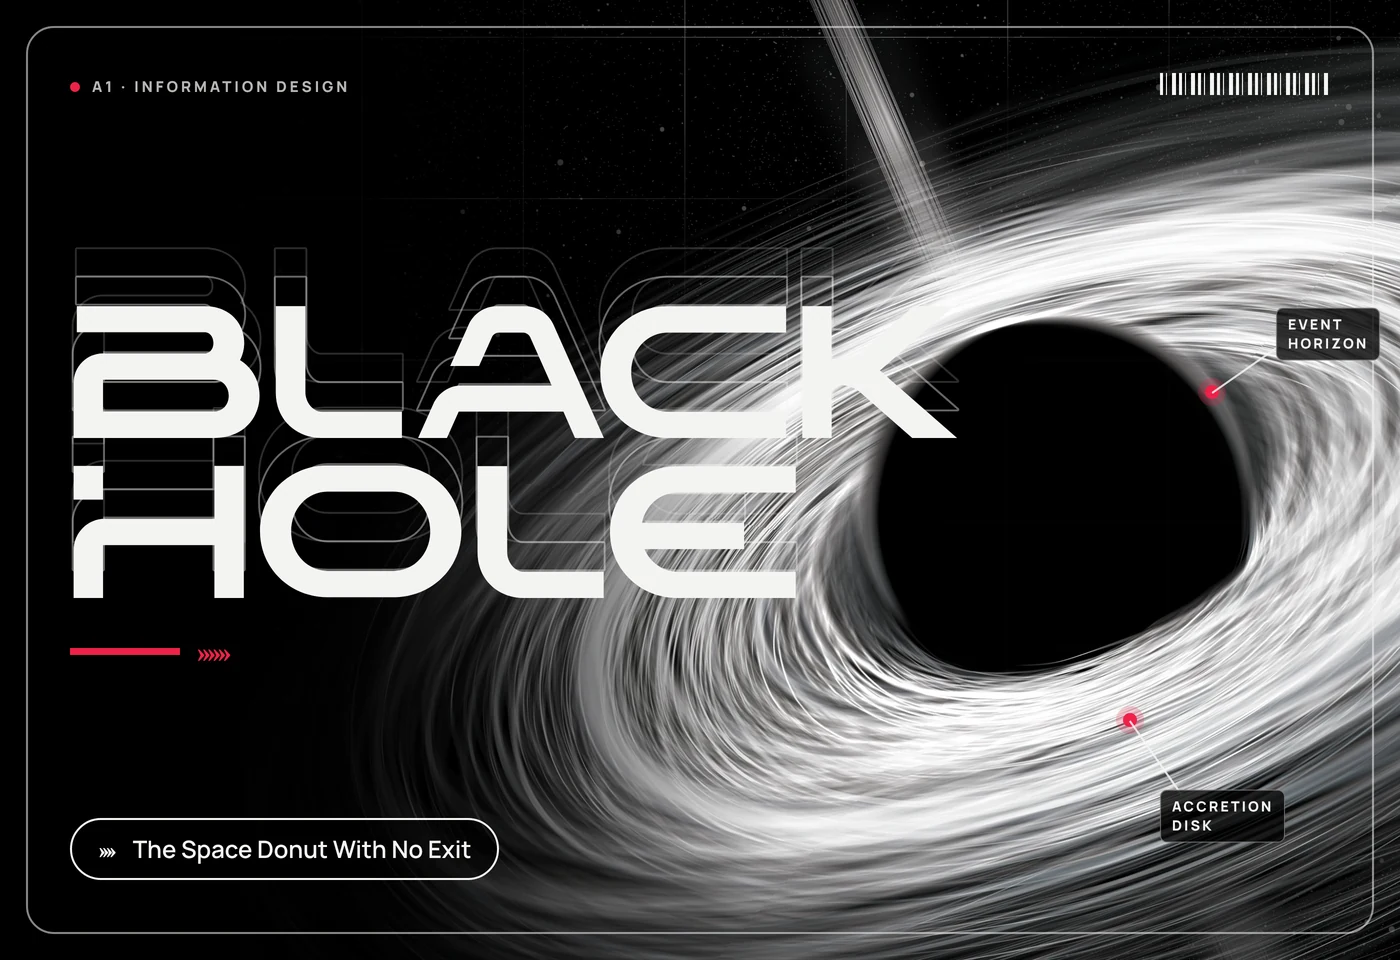 A1 · INFORMATION DESIGN
BLACK
HOLE
EVENT
HORIZON
ACCRETION
DISK
The Space Donut With No Exit